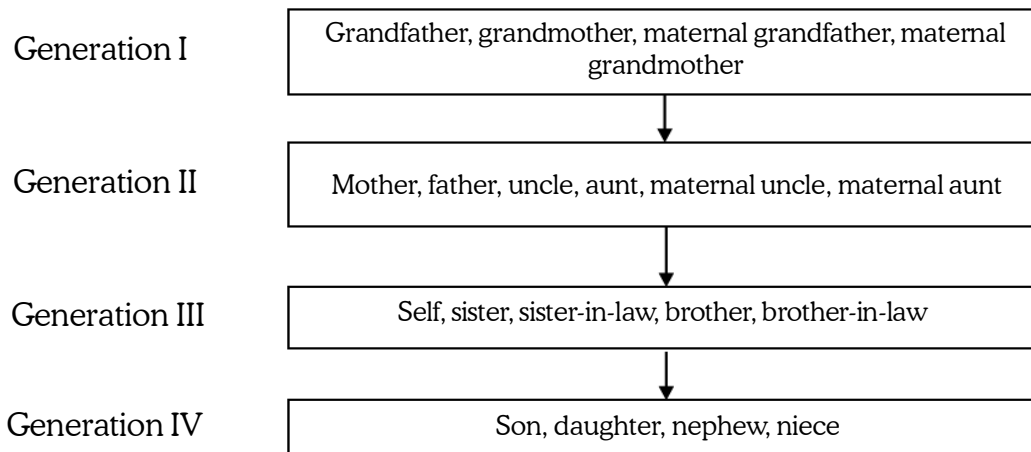 Generation I
Grandfather, grandmother, maternal grandfather, maternal
grandmother
Generation II
Mother, father, uncle, aunt, maternal uncle, maternal aunt
Generation III
Self, sister, sister-in-law, brother, brother-in-law
Generation IV
Son, daughter, nephew, niece